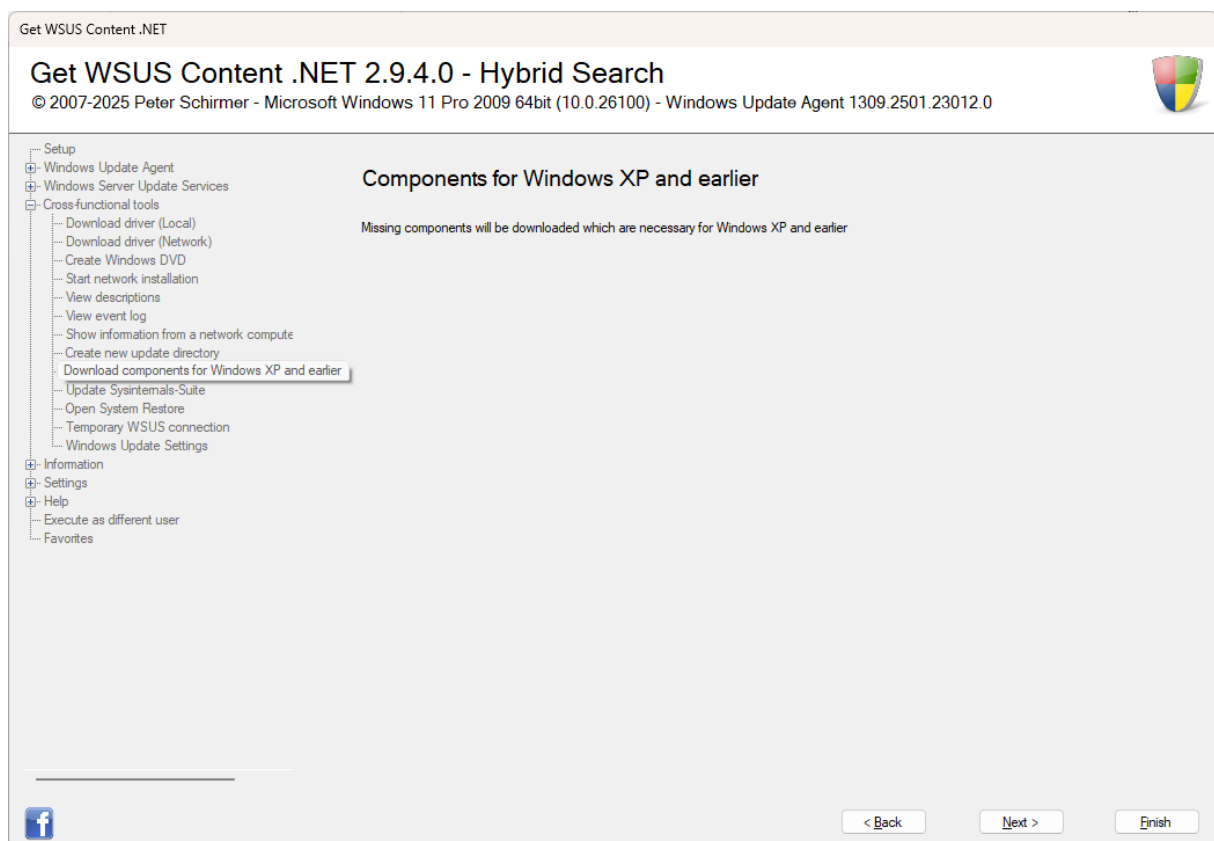 Get WSUS Content .NET
Get WSUS Content .NET 2.9.4.0 - Hybrid Search
© 2007-2025 Peter Schirmer - Microsoft Windows 11 Pro 2009 64bit (10.0.26100) - Windows Update Agent 1309.2501.23012.0
Setup
Windows Update Agent
Windows Server Update Services
Cross-functional tools
Download driver (Local)
Download driver (Network)
Create Windows DVD
Start network installation
View descriptions
View event log
Show information from a network compute
Create new update directory
Download components for Windows XP and earlier
Update Sysinternals-Suite
Open System Restore
Temporary WSUS connection
Windows Update Settings
Information
Settings
Help
Execute as different user
Favorites
Components for Windows XP and earlier
Missing components will be downloaded which are necessary for Windows XP and earlier
f
< Back
Next >
Finish